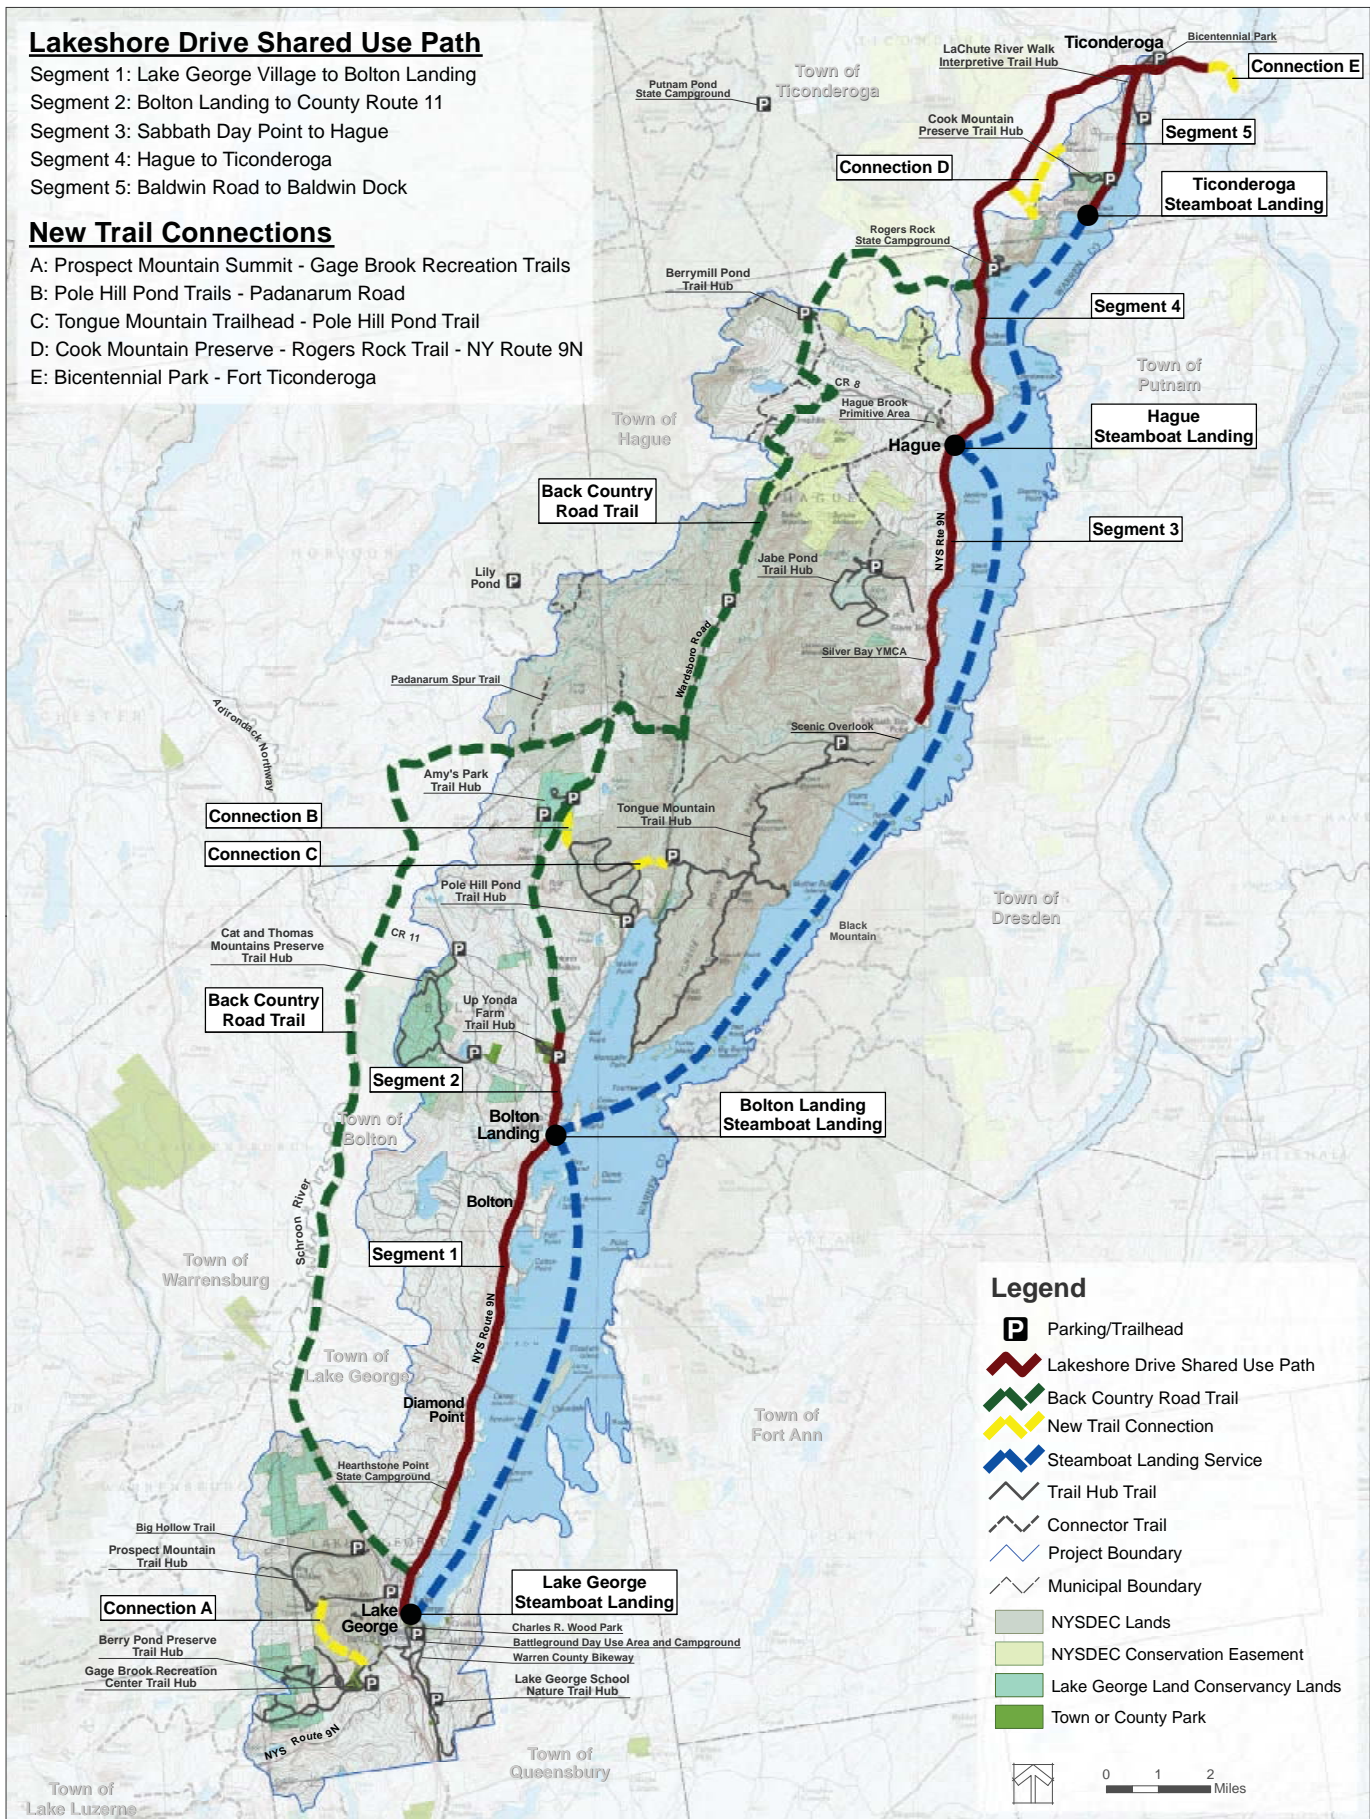 Lakeshore Drive Shared Use Path
Segment 1: Lake George Village to Bolton Landing
Segment 2: Bolton Landing to County Route 11
Segment 3: Sabbath Day Point to Hague
Segment 4: Hague to Ticonderoga
Segment 5: Baldwin Road to Baldwin Dock
New Trail Connections
A: Prospect Mountain Summit - Gage Brook Recreation Trails
B: Pole Hill Pond Trails - Padanarum Road
C: Tongue Mountain Trailhead - Pole Hill Pond Trail
D: Cook Mountain Preserve - Rogers Rock Trail - NY Route 9N
E: Bicentennial Park - Fort Ticonderoga
Ticonderoga
Bicentennial Park
LaChute River Walk
Interpretive Trail Hub
Connection E
Town of
Ticonderoga
Putnam Pond
State Campground
P
P
Cook Mountain
Preserve Trail Hub
P
Segment 5
Connection D
P
Ticonderoga
Steamboat Landing
Rogers Rock
State Campground
P
WARREN CO
Berrymill Pond
Trail Hub
P
Segment 4
Town of
Putnam
CR 8
Hague Brook
Primitive Area
Town of
Hague
Hague
Hague
Steamboat Landing
Back Country
Road Trail
HAGUE
NYS Rte 9N
Segment 3
Jabe Pond
Trail Hub
P
Lily
Pond
P
P
Wardsboro Road
Silver Bay YMCA
Padanarum Spur Trail
Adirondack Northway
Scenic Overlook
P
Amy's Park
Trail Hub
P
P
Connection B
Tongue Mountain
Trail Hub
Connection C
P
Pole Hill Pond
Trail Hub
P
Town of
Dresden
Black
Mountain
Cat and Thomas
Mountains Preserve
Trail Hub
CR 11
P
Back Country
Road Trail
Up Yonda
Farm
Trail Hub
P
P
Segment 2
Bolton
Landing
Bolton Landing
Steamboat Landing
Town of
Bolton
WARREN CO
Schroon River
Bolton
Segment 1
Town of
Warrensburg
NYS Route 9N
Town of
Lake George
Diamond
Point
Town of
Fort Ann
Hearthstone Point
State Campground
Big Hollow Trail
P
Prospect Mountain
Trail Hub
P
Connection A
Lake
George
Lake George
Steamboat Landing
Charles R. Wood Park
P
Battleground Day Use Area and Campground
Warren County Bikeway
Berry Pond Preserve
Trail Hub
Gage Brook Recreation
Center Trail Hub
P
Lake George School
Nature Trail Hub
P
NYS Route 9N
Town of
Queensbury
Town of
Lake Luzerne
Legend
P Parking/Trailhead
Lakeshore Drive Shared Use Path
Back Country Road Trail
New Trail Connection
Steamboat Landing Service
Trail Hub Trail
Connector Trail
Project Boundary
Municipal Boundary
NYSDEC Lands
NYSDEC Conservation Easement
Lake George Land Conservancy Lands
Town or County Park
0 1 2
Miles